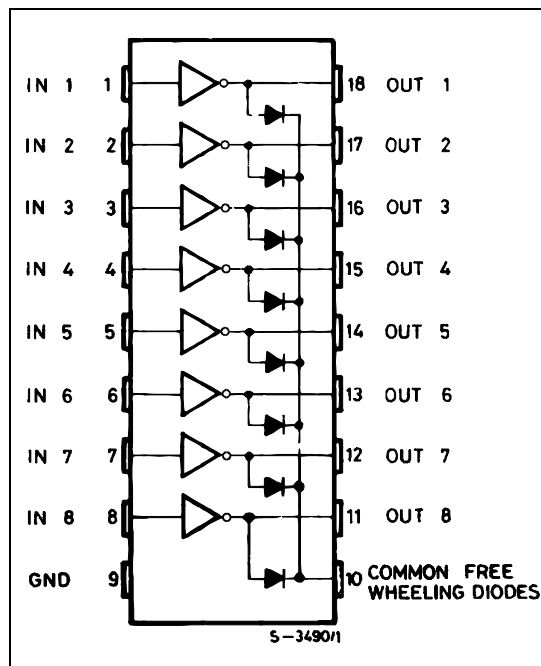 IN 1 1 18 OUT 1
IN 2 2 17 OUT 2
IN 3 3 16 OUT 3
IN 4 4 15 OUT 4
IN 5 5 14 OUT 5
IN 6 6 13 OUT 6
IN 7 7 12 OUT 7
IN 8 8 11 OUT 8
GND 9 10 COMMON FREE
WHEELING DIODES
S-3490/1